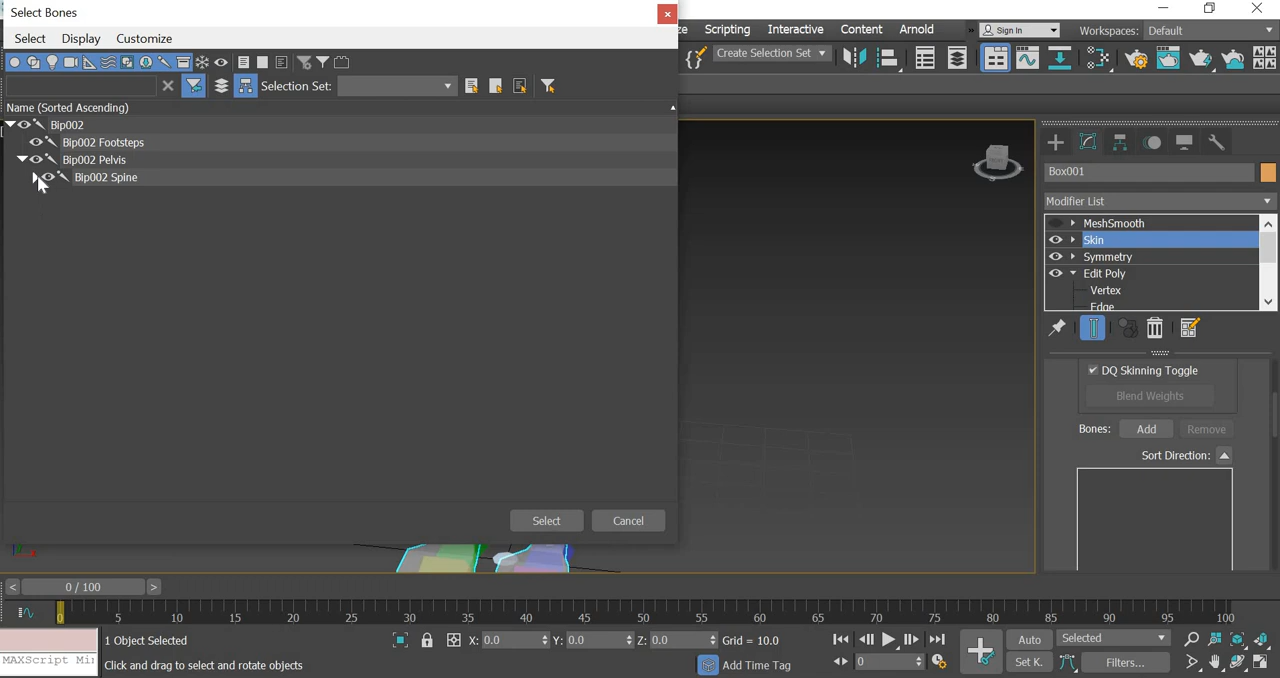 Select Bones
Select Display Customize
Scripting Interactive Content Arnold » Sign In Workspaces: Default
Create Selection Set
Selection Set:
Name (Sorted Ascending)
Bip002
Bip002 Footsteps
Bip002 Pelvis
Bip002 Spine
Select Cancel
Box001
Modifier List
MeshSmooth
Skin
Symmetry
Edit Poly
Vertex
Edge
DQ Skinning Toggle
Blend Weights
Bones: Add Remove
Sort Direction:
< 0 / 100 >
0 5 10 15 20 25 30 35 40 45 50 55 60 65 70 75 80 85 90 95 100
1 Object Selected X: 0.0 Y: 0.0 Z: 0.0 Grid = 10.0 Auto Selected
MAXScript Mi Click and drag to select and rotate objects Add Time Tag 0 Set K. Filters...